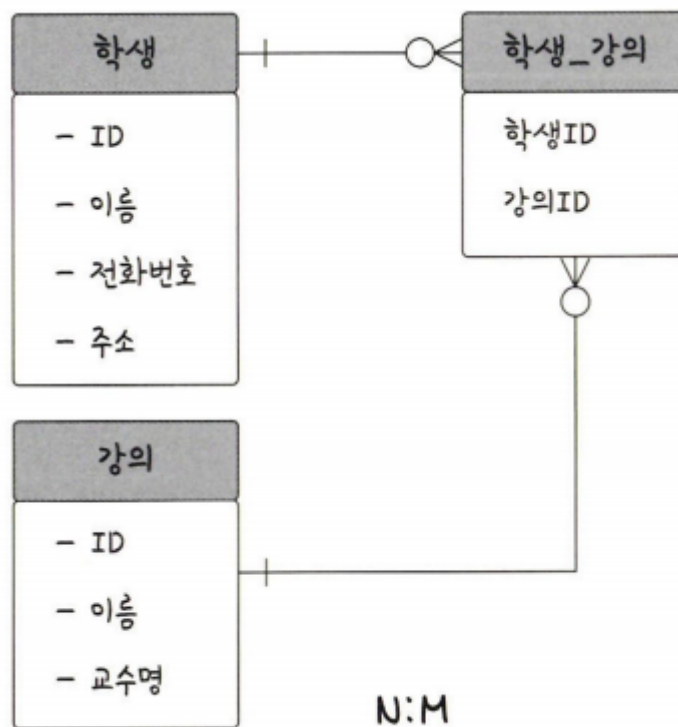 학생
- ID
- 이름
- 전화번호
- 주소
학생_강의
학생ID
강의ID
강의
- ID
- 이름
- 교수명
N:M